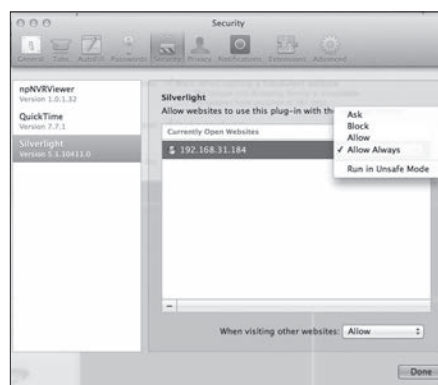 Security
General Tabs AutoFill Passwords Security Privacy Notifications Extensions Advanced
npNVRViewer
Version 1.0.1.32
QuickTime
Version 7.7.1
Silverlight
Version 5.1.10411.0
Silverlight
Allow websites to use this plug-in with the
Currently Open Websites
192.168.31.184
Ask
Block
Allow
✓ Allow Always
Run in Unsafe Mode
When visiting other websites: Allow
Done